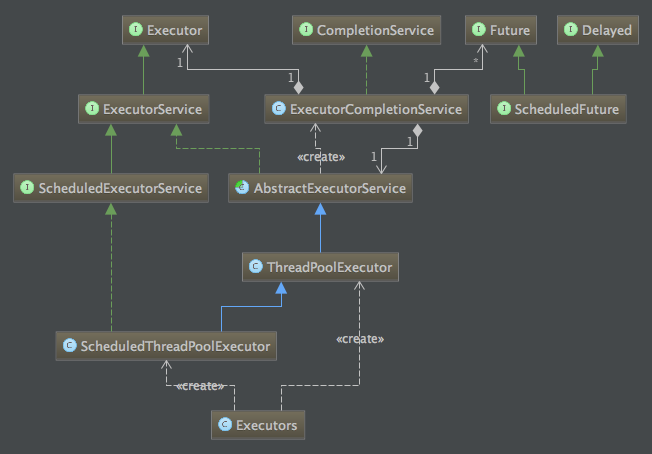 I Executor
I CompletionService
I Future
I Delayed
1
1
1
*
I ExecutorService
C ExecutorCompletionService
I ScheduledFuture
1
«create»
1
I ScheduledExecutorService
C AbstractExecutorService
C ThreadPoolExecutor
«create»
C ScheduledThreadPoolExecutor
«create»
C Executors